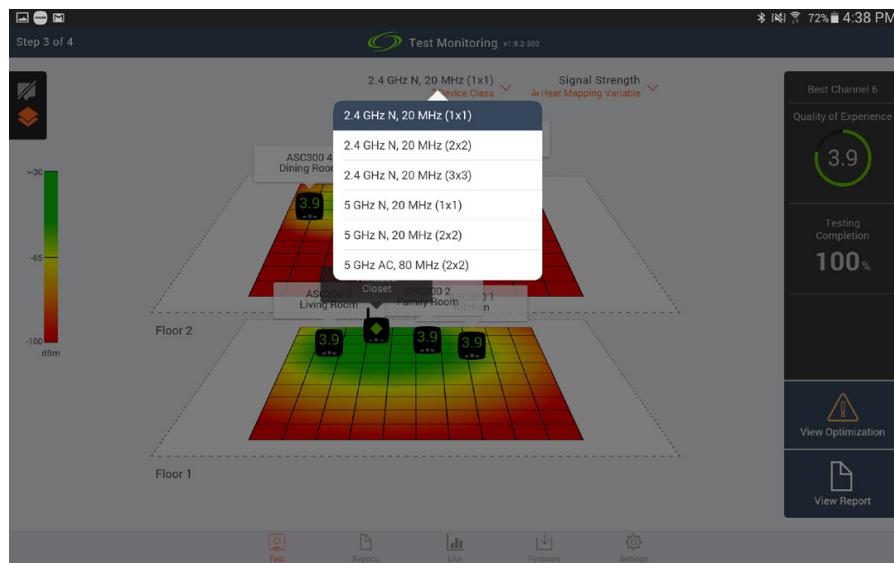 72% 4:38 PM
Step 3 of 4
Test Monitoring v1.9.2-300
2.4 GHz N, 20 MHz (1x1)
Device Class
Signal Strength
Heat Mapping Variable
2.4 GHz N, 20 MHz (1x1)
2.4 GHz N, 20 MHz (2x2)
2.4 GHz N, 20 MHz (3x3)
5 GHz N, 20 MHz (1x1)
5 GHz N, 20 MHz (2x2)
5 GHz AC, 80 MHz (2x2)
Best Channel 6
Quality of Experience
3.9
Testing
Completion
100%
View Optimization
View Report
>-30
-65
-100
dBm
ASC300 4
Dining Room
3.9
Floor 2
Closet
ASC300 3
Living Room
ASC300 2
Family Room
Kitchen
3.9
3.9
3.9
Floor 1
Test
Reports
Live
Firmware
Settings